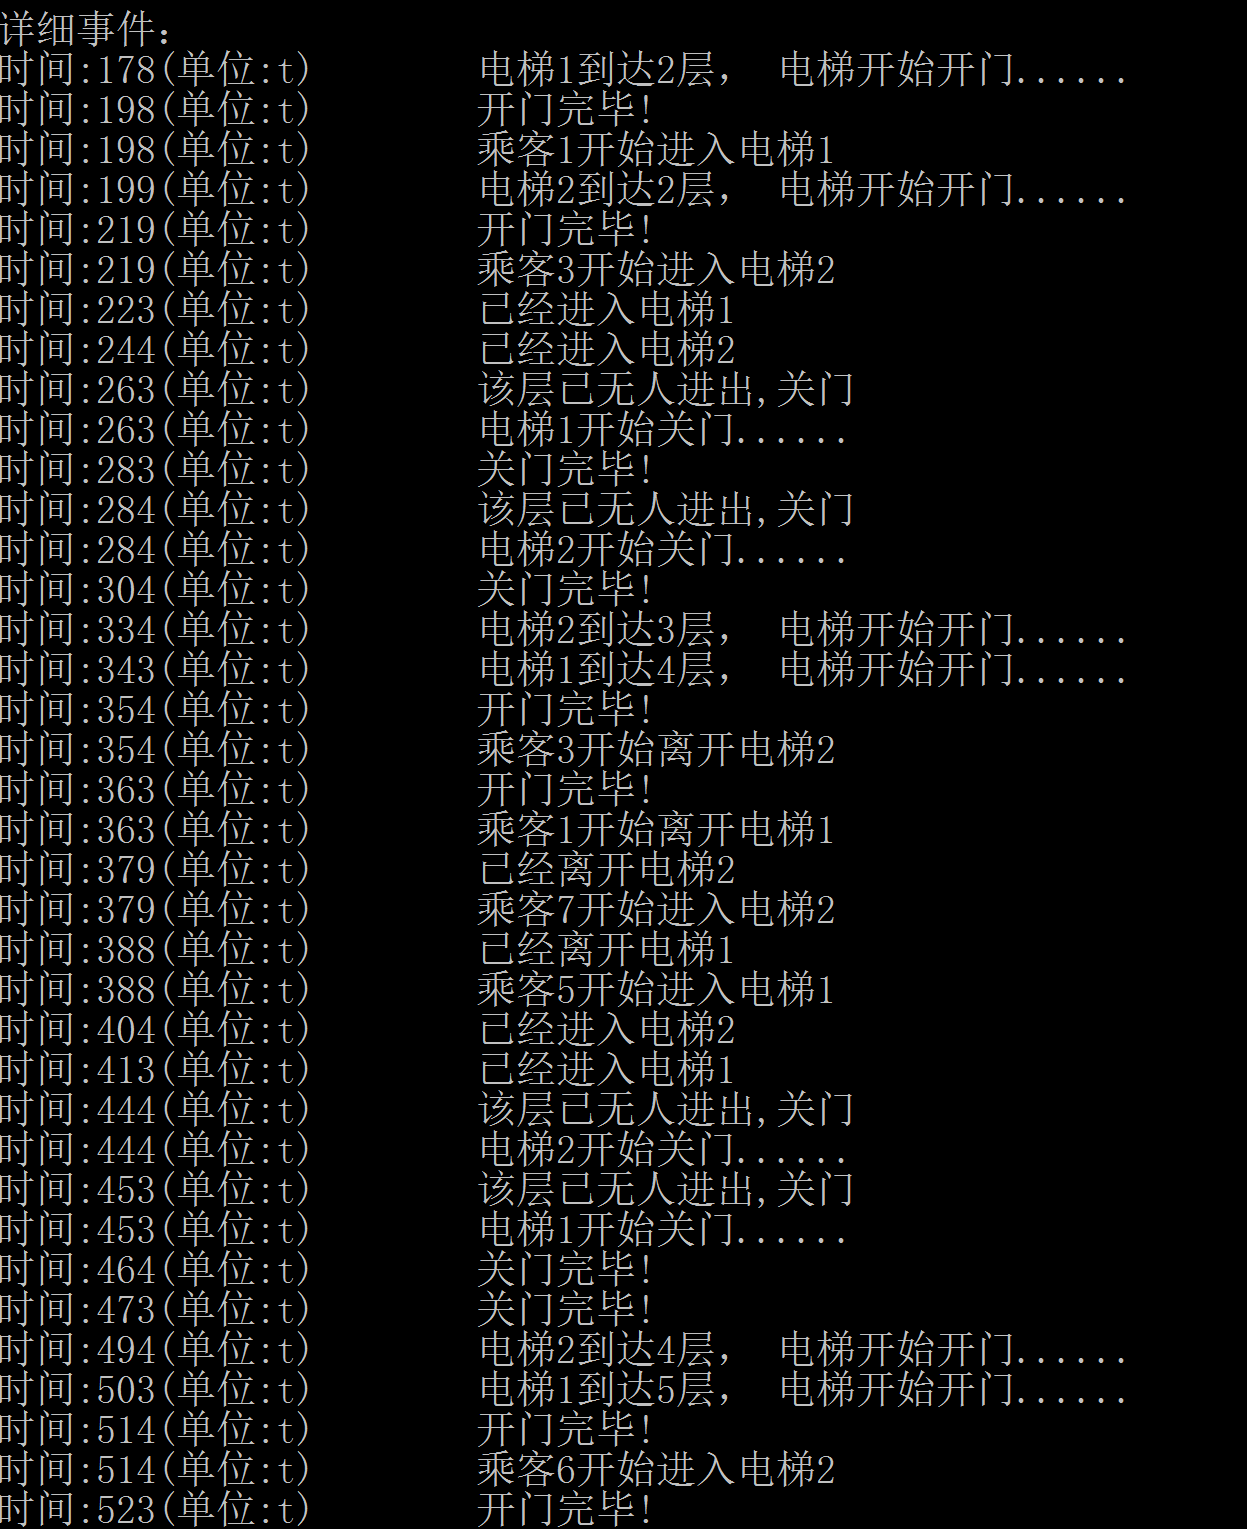 详细事件:
时间:178(单位:t) 电梯1到达2层, 电梯开始开门......
时间:198(单位:t) 开门完毕!
时间:198(单位:t) 乘客1开始进入电梯1
时间:199(单位:t) 电梯2到达2层, 电梯开始开门......
时间:219(单位:t) 开门完毕!
时间:219(单位:t) 乘客3开始进入电梯2
时间:223(单位:t) 已经进入电梯1
时间:244(单位:t) 已经进入电梯2
时间:263(单位:t) 该层已无人进出,关门
时间:263(单位:t) 电梯1开始关门......
时间:283(单位:t) 关门完毕!
时间:284(单位:t) 该层已无人进出,关门
时间:284(单位:t) 电梯2开始关门......
时间:304(单位:t) 关门完毕!
时间:334(单位:t) 电梯2到达3层, 电梯开始开门......
时间:343(单位:t) 电梯1到达4层, 电梯开始开门......
时间:354(单位:t) 开门完毕!
时间:354(单位:t) 乘客3开始离开电梯2
时间:363(单位:t) 开门完毕!
时间:363(单位:t) 乘客1开始离开电梯1
时间:379(单位:t) 已经离开电梯2
时间:379(单位:t) 乘客7开始进入电梯2
时间:388(单位:t) 已经离开电梯1
时间:388(单位:t) 乘客5开始进入电梯1
时间:404(单位:t) 已经进入电梯2
时间:413(单位:t) 已经进入电梯1
时间:444(单位:t) 该层已无人进出,关门
时间:444(单位:t) 电梯2开始关门......
时间:453(单位:t) 该层已无人进出,关门
时间:453(单位:t) 电梯1开始关门......
时间:464(单位:t) 关门完毕!
时间:473(单位:t) 关门完毕!
时间:494(单位:t) 电梯2到达4层, 电梯开始开门......
时间:503(单位:t) 电梯1到达5层, 电梯开始开门......
时间:514(单位:t) 开门完毕!
时间:514(单位:t) 乘客6开始进入电梯2
时间:523(单位:t) 开门完毕!